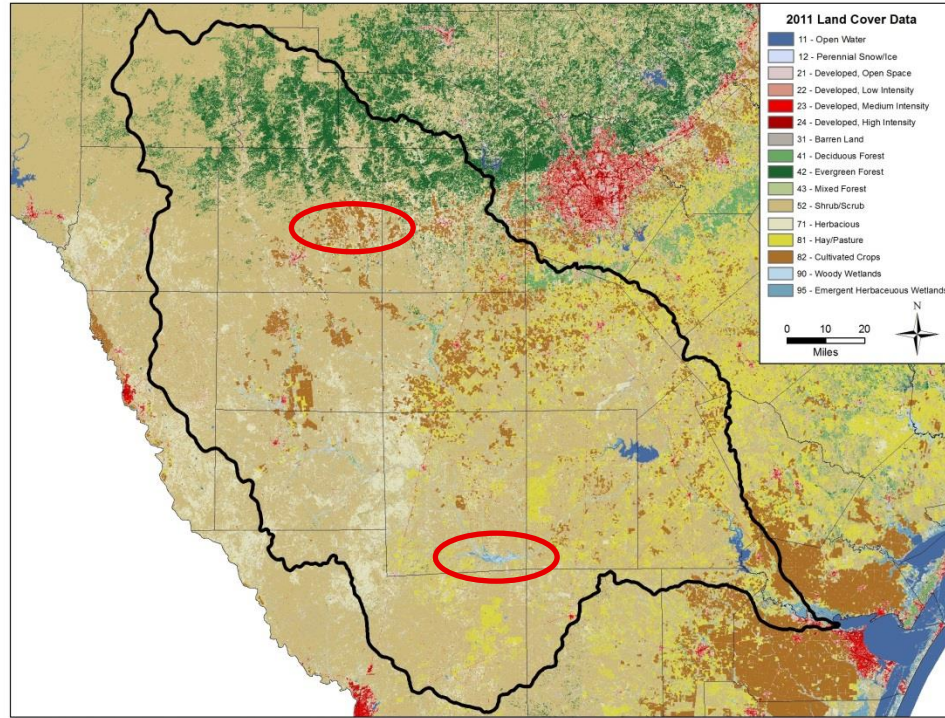 2011 Land Cover Data
11 - Open Water
12 - Perennial Snow/Ice
21 - Developed, Open Space
22 - Developed, Low Intensity
23 - Developed, Medium Intensity
24 - Developed, High Intensity
31 - Barren Land
41 - Deciduous Forest
42 - Evergreen Forest
43 - Mixed Forest
52 - Shrub/Scrub
71 - Herbacious
81 - Hay/Pasture
82 - Cultivated Crops
90 - Woody Wetlands
95 - Emergent Herbaceuous Wetlands
N
0 10 20
Miles